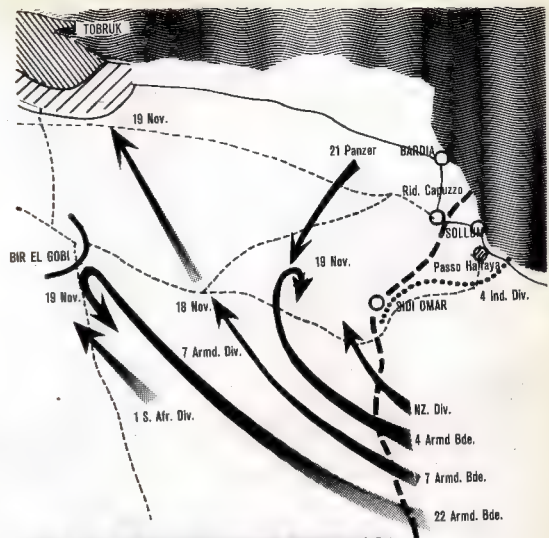 TOBRUK
19 Nov.
21 Panzer
BARDIA
Rid. Capuzzo
SOLLUM
Passo Halfaya
BIR EL GOBI
19 Nov.
19 Nov.
18 Nov.
SIDI OMAR
4 Ind. Div.
7 Armd. Div.
1 S. Afr. Div.
NZ. Div.
4 Armd Bde.
7 Armd. Bde.
22 Armd. Bde.